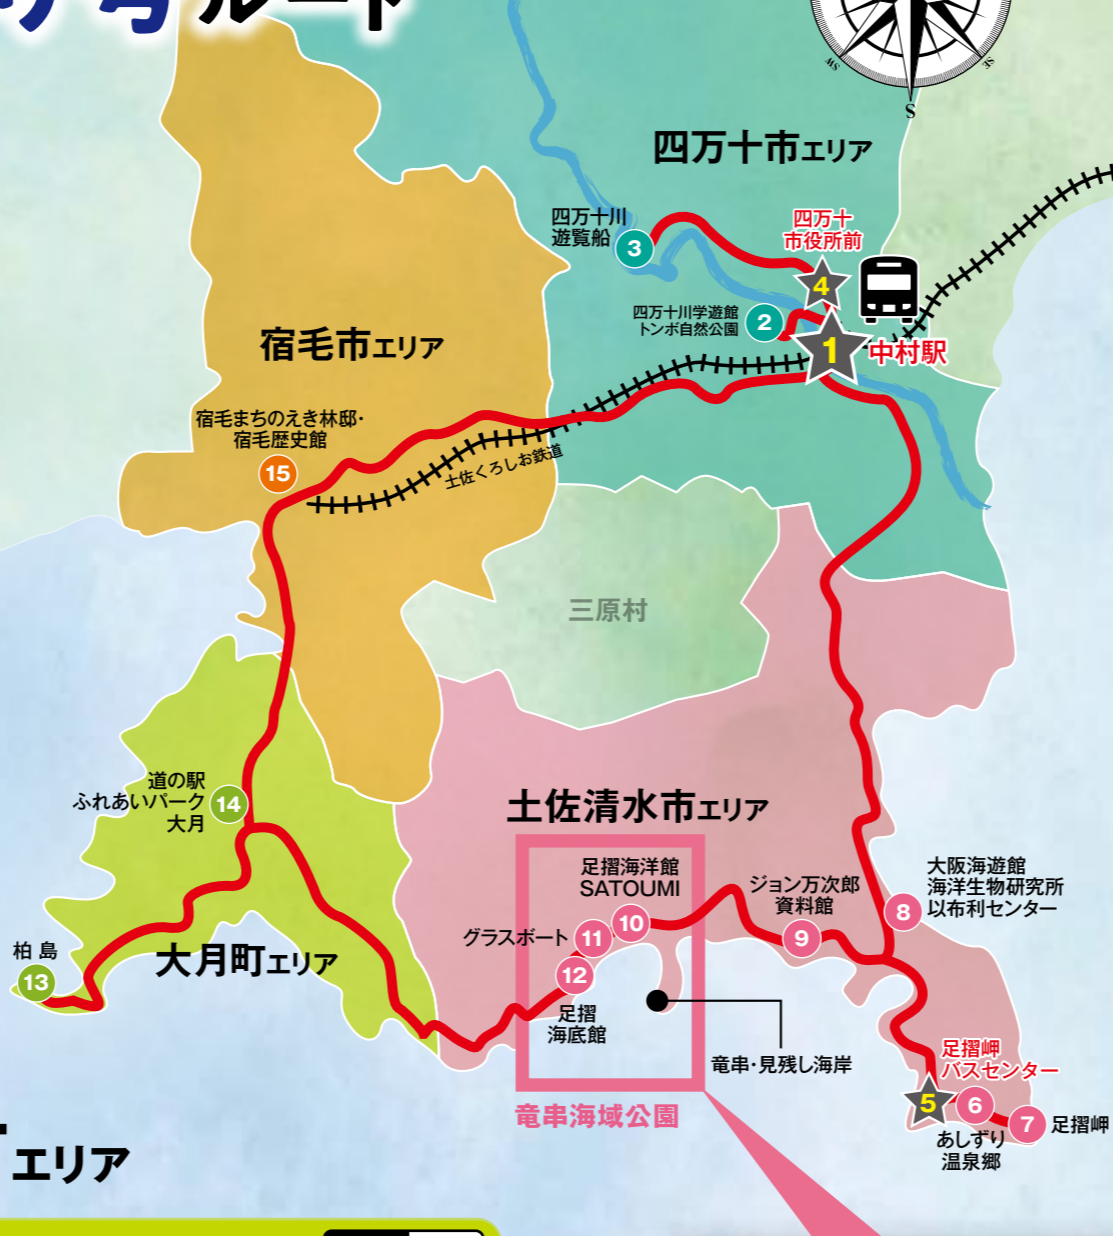 ルート
SW
SE
S
四万十市エリア
四万十川
遊覧船
3
四万十
市役所前
4
四万十川学遊館
トンボ自然公園
2
1
中村駅
宿毛市エリア
宿毛まちのえき林邸・
宿毛歴史館
15
土佐くろしお鉄道
三原村
道の駅
ふれあいパーク
大月
14
土佐清水市エリア
足摺海洋館
SATOUMI
10
ジョン万次郎
資料館
9
大阪海遊館
海洋生物研究所
以布利センター
8
グラスボート
11
12
足摺
海底館
柏島
13
大月町エリア
竜串・見残し海岸
竜串海域公園
足摺岬
バスセンター
5
6
あしずり
温泉郷
7
足摺岬
エリア